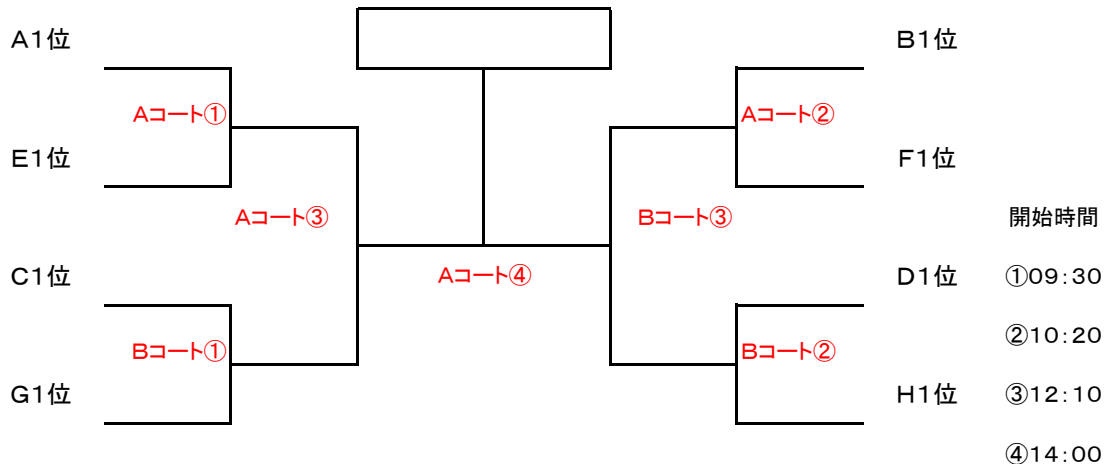 A1位
B1位
Aコート①
Aコート②
E1位
F1位
Aコート③
Bコート③
開始時間
C1位
Aコート④
D1位
①09:30
②10:20
Bコート①
Bコート②
G1位
H1位
③12:10
④14:00